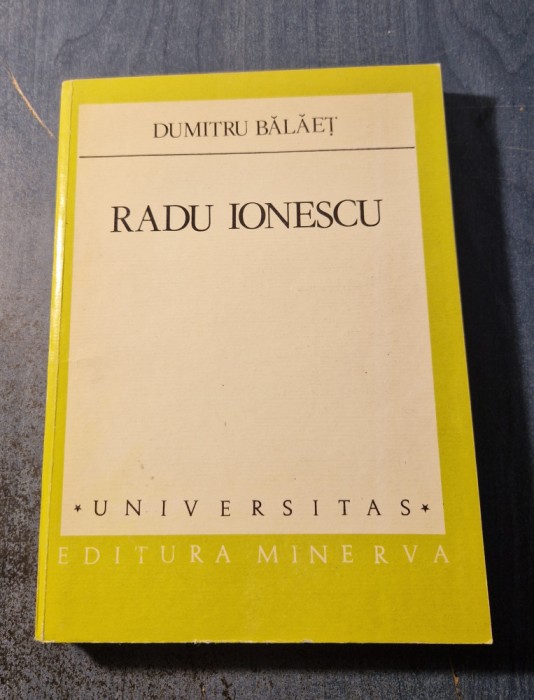 DUMITRU BĂLĂEȚ
RADU IONESCU
* UNIVERSITAS *
EDITURA MINERVA